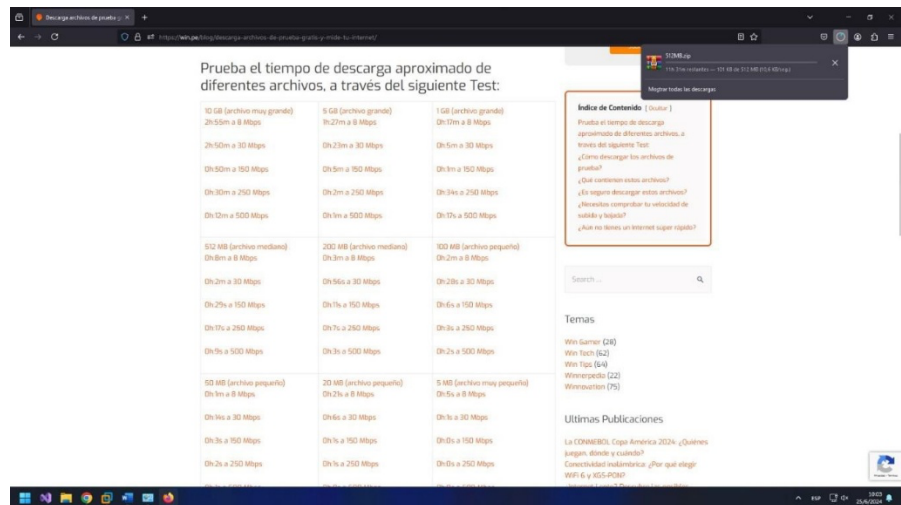 Descarga archivos de prueba g
https://win.pe/blog/descarga-archivos-de-prueba-gratis-y-mide-tu-internet/
512MB.zip
Mostrar todas las descargas
Prueba el tiempo de descarga aproximado de
diferentes archivos, a través del siguiente Test:
10 GB (archivo muy grande)
2h:55m a 8 Mbps
2h:50m a 30 Mbps
0h:50m a 150 Mbps
0h:30m a 250 Mbps
0h:12m a 500 Mbps
5 GB (archivo grande)
1h:27m a 8 Mbps
0h:23m a 30 Mbps
0h:5m a 150 Mbps
0h:2m a 250 Mbps
0h:1m a 500 Mbps
1 GB (archivo grande)
0h:17m a 8 Mbps
0h:5m a 30 Mbps
0h:1m a 150 Mbps
0h:34s a 250 Mbps
0h:17s a 500 Mbps
512 MB (archivo mediano)
0h:8m a 8 Mbps
0h:2m a 30 Mbps
0h:29s a 150 Mbps
0h:17s a 250 Mbps
0h:9s a 500 Mbps
200 MB (archivo mediano)
0h:3m a 8 Mbps
0h:56s a 30 Mbps
0h:11s a 150 Mbps
0h:7s a 250 Mbps
0h:3s a 500 Mbps
100 MB (archivo pequeño)
0h:2m a 8 Mbps
0h:28s a 30 Mbps
0h:6s a 150 Mbps
0h:3s a 250 Mbps
0h:2s a 500 Mbps
50 MB (archivo pequeño)
0h:1m a 8 Mbps
0h:14s a 30 Mbps
0h:3s a 150 Mbps
0h:2s a 250 Mbps
20 MB (archivo pequeño)
0h:21s a 8 Mbps
0h:6s a 30 Mbps
0h:1s a 150 Mbps
0h:1s a 250 Mbps
5 MB (archivo muy pequeño)
0h:5s a 8 Mbps
0h:1s a 30 Mbps
0h:0s a 150 Mbps
0h:0s a 250 Mbps
Índice de Contenido [ Ocultar ]
Prueba el tiempo de descarga
aproximado de diferentes archivos, a
través del siguiente Test:
¿Cómo descargar los archivos de
prueba?
¿Qué contienen estos archivos?
¿Es seguro descargar estos archivos?
¿Necesitas comprobar tu velocidad de
subida y bajada?
¿Aún no tienes un Internet súper rápido?
Search ...
Temas
Win Gamer (28)
Win Tech (62)
Win Tips (64)
Winnerpedia (22)
Winnovation (75)
Ultimas Publicaciones
La CONMEBOL Copa América 2024: ¿Quiénes
juegan, dónde y cuándo?
Conectividad inalámbrica: ¿Por qué elegir
WiFi 6 y XGS-PON?
ESP
10:03
25/6/2024